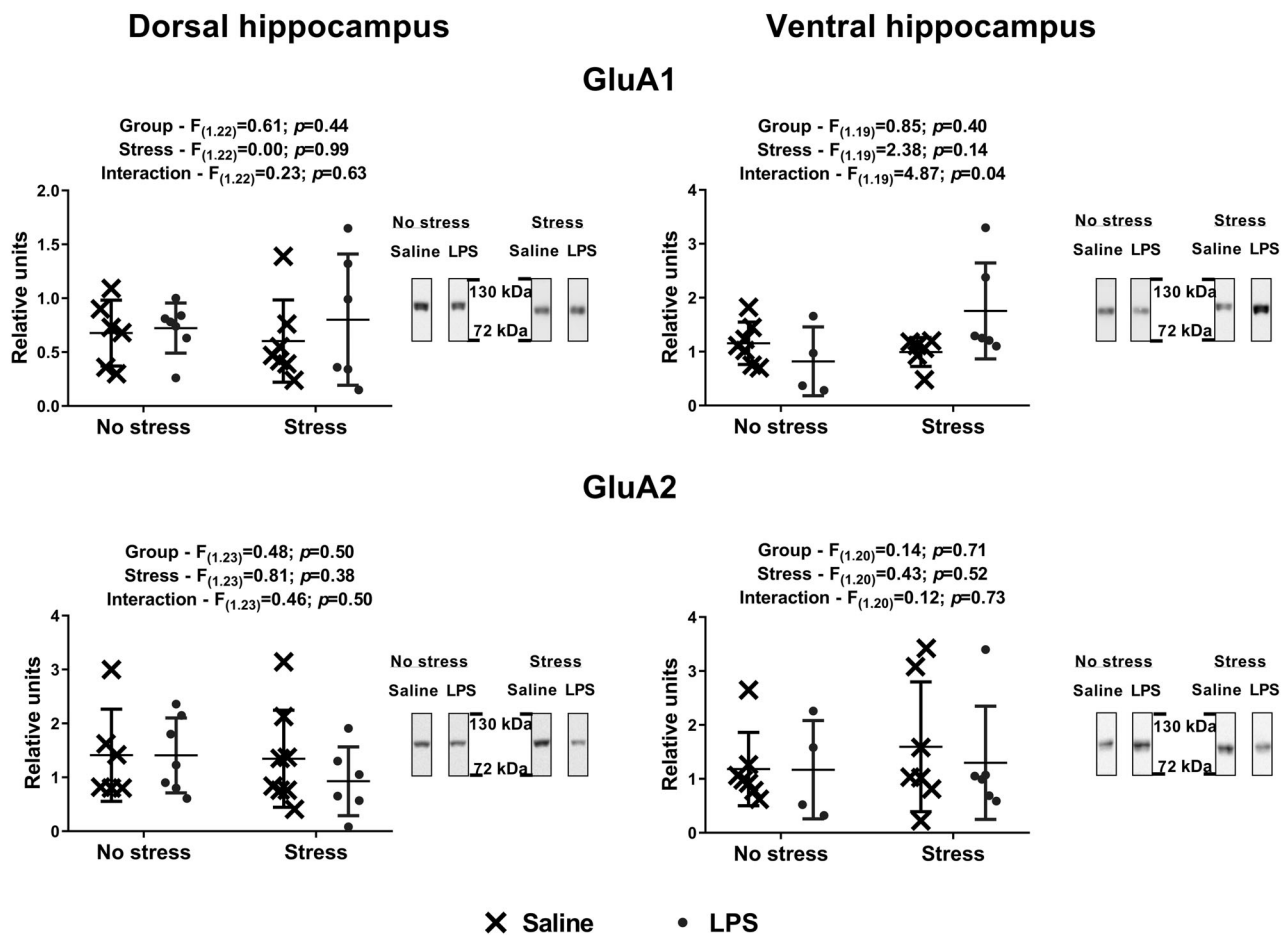 Dorsal hippocampus
Ventral hippocampus
GluA1
Group - F(1.22)=0.61; p=0.44
Stress - F(1.22)=0.00; p=0.99
Interaction - F(1.22)=0.23; p=0.63
Relative units
2.0
1.5
1.0
0.5
0.0
No stress
Stress
No stress
Stress
Saline LPS
Saline LPS
130 kDa
72 kDa
Group - F(1.19)=0.85; p=0.40
Stress - F(1.19)=2.38; p=0.14
Interaction - F(1.19)=4.87; p=0.04
Relative units
4
3
2
1
0
No stress
Stress
No stress
Stress
Saline LPS
Saline LPS
130 kDa
72 kDa
GluA2
Group - F(1.23)=0.48; p=0.50
Stress - F(1.23)=0.81; p=0.38
Interaction - F(1.23)=0.46; p=0.50
Relative units
4
3
2
1
0
No stress
Stress
No stress
Stress
Saline LPS
Saline LPS
130 kDa
72 kDa
Group - F(1.20)=0.14; p=0.71
Stress - F(1.20)=0.43; p=0.52
Interaction - F(1.20)=0.12; p=0.73
Relative units
4
3
2
1
0
No stress
Stress
No stress
Stress
Saline LPS
Saline LPS
130 kDa
72 kDa
Saline
LPS